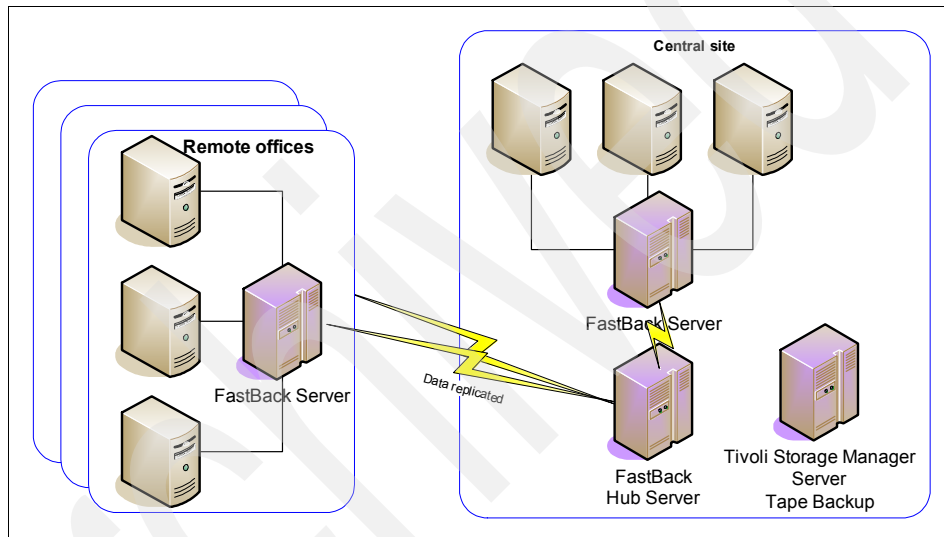 Central site
Remote offices
FastBack Server
FastBack Server
Data replicated
FastBack
Hub Server
Tivoli Storage Manager
Server
Tape Backup